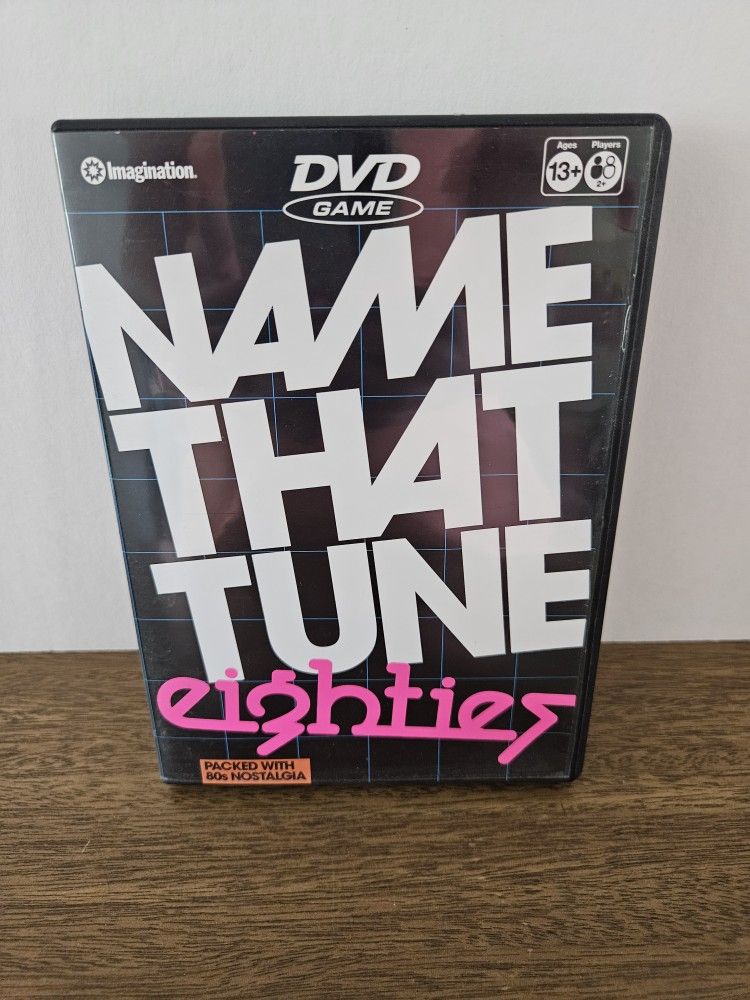 Imagination.
DVD
GAME
Ages
13+
Players
2+
NAME
THAT
TUNE
eighties
PACKED WITH
80s NOSTALGIA